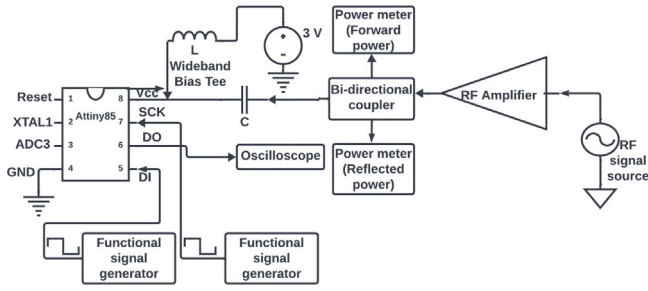 Power meter
(Forward
power)
3 V
+
-
L
Wideband
Bias Tee
Vcc
Reset
1
8
Attiny85
SCK
XTAL1
2
7
DO
ADC3
3
6
GND
4
5
DI
C
Bi-directional
coupler
RF Amplifier
Oscilloscope
Power meter
(Reflected
power)
RF
signal
source
Functional
signal
generator
Functional
signal
generator